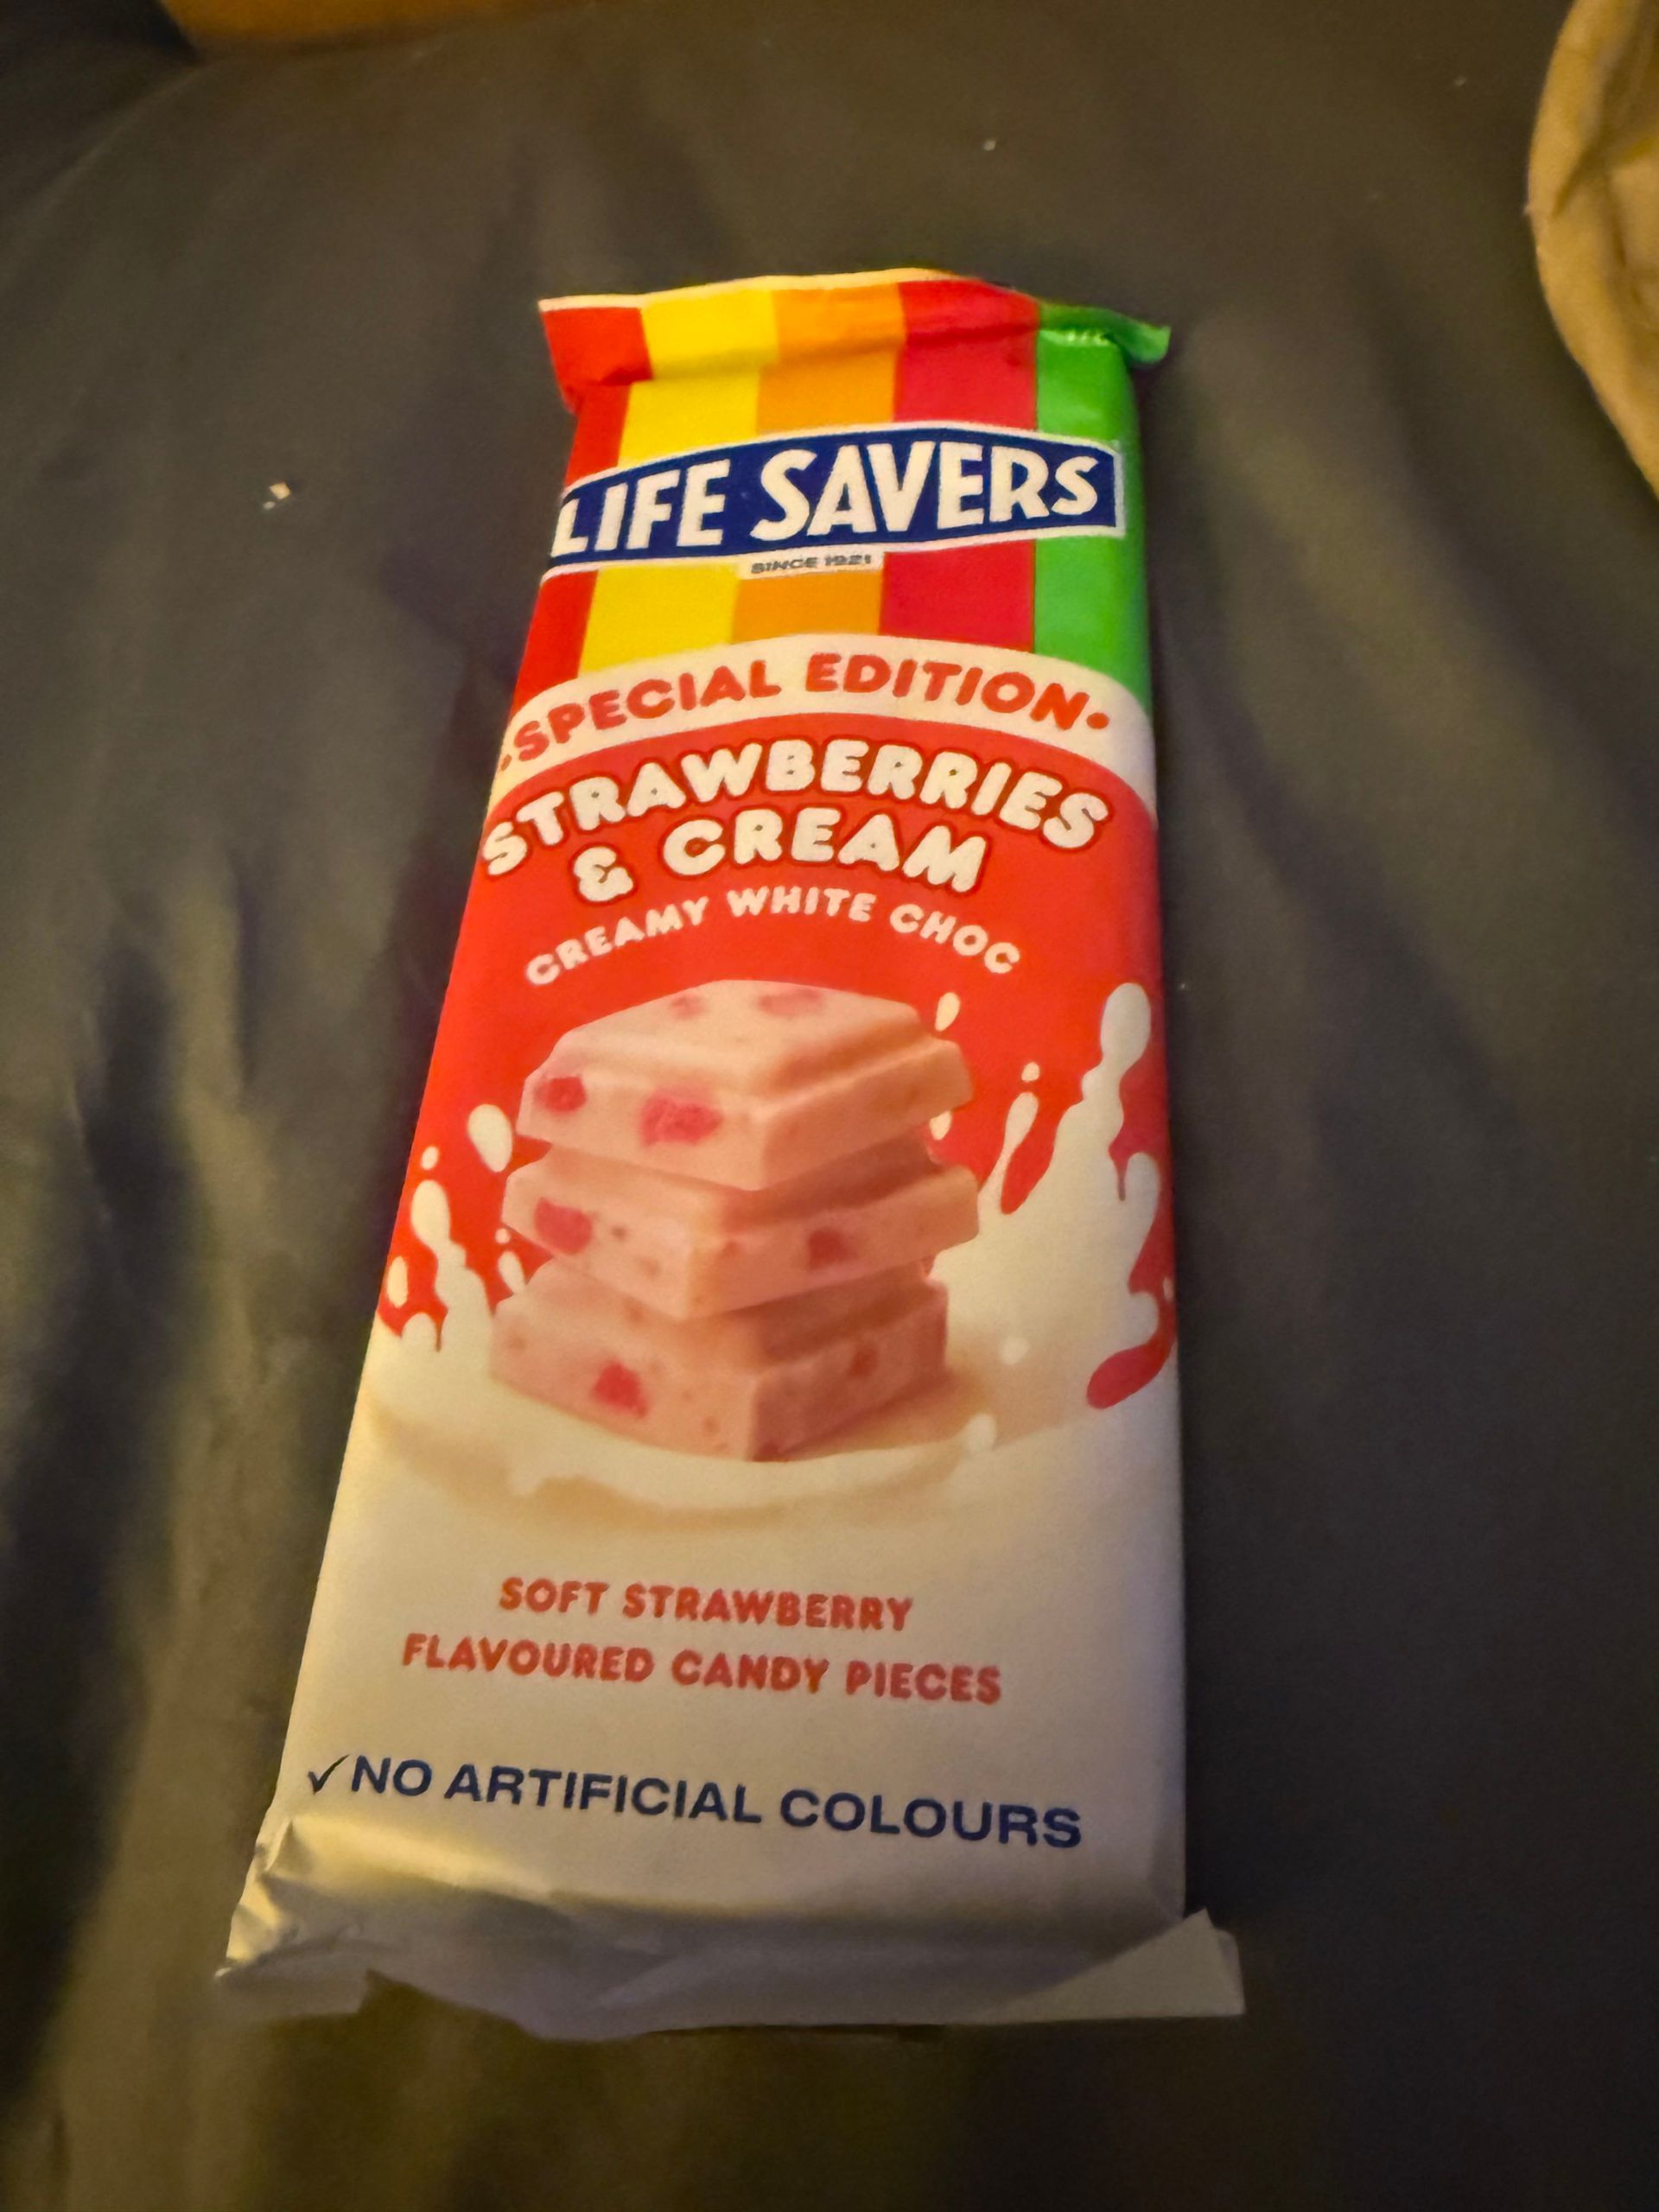 LIFE SAVERS
SINCE 1921
•SPECIAL EDITION•
STRAWBERRIES
& CREAM
CREAMY WHITE CHOC
SOFT STRAWBERRY
FLAVOURED CANDY PIECES
✓NO ARTIFICIAL COLOURS